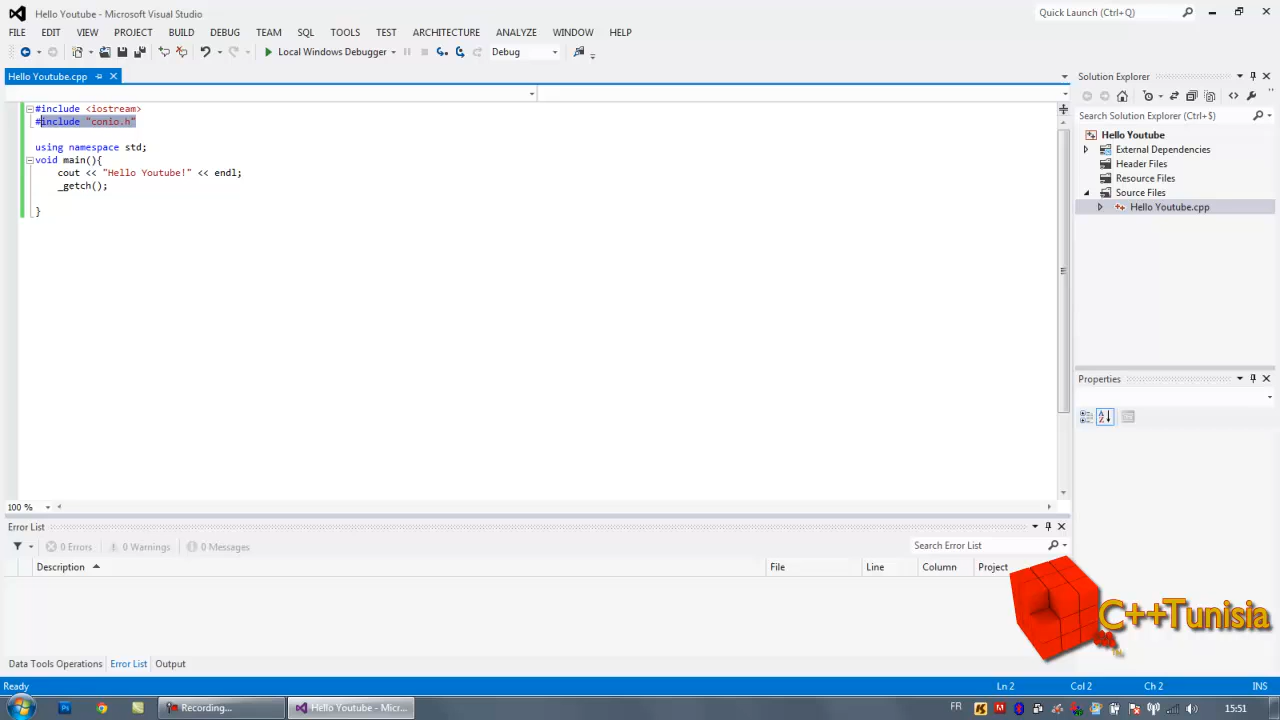 Hello Youtube - Microsoft Visual Studio
Quick Launch (Ctrl+Q)
FILE EDIT VIEW PROJECT BUILD DEBUG TEAM SQL TOOLS TEST ARCHITECTURE ANALYZE WINDOW HELP
Local Windows Debugger Debug
Hello Youtube.cpp
#include <iostream>
#include "conio.h"
using namespace std;
void main(){
cout << "Hello Youtube!" << endl;
_getch();
}
100 %
Solution Explorer
Search Solution Explorer (Ctrl+$)
Hello Youtube
External Dependencies
Header Files
Resource Files
Source Files
Hello Youtube.cpp
Properties
Error List
0 Errors 0 Warnings 0 Messages
Search Error List
Description File Line Column Project
C++Tunisia
Data Tools Operations Error List Output
Ready Ln 2 Col 2 Ch 2 INS
Recording... Hello Youtube - Micr... FR 15:51